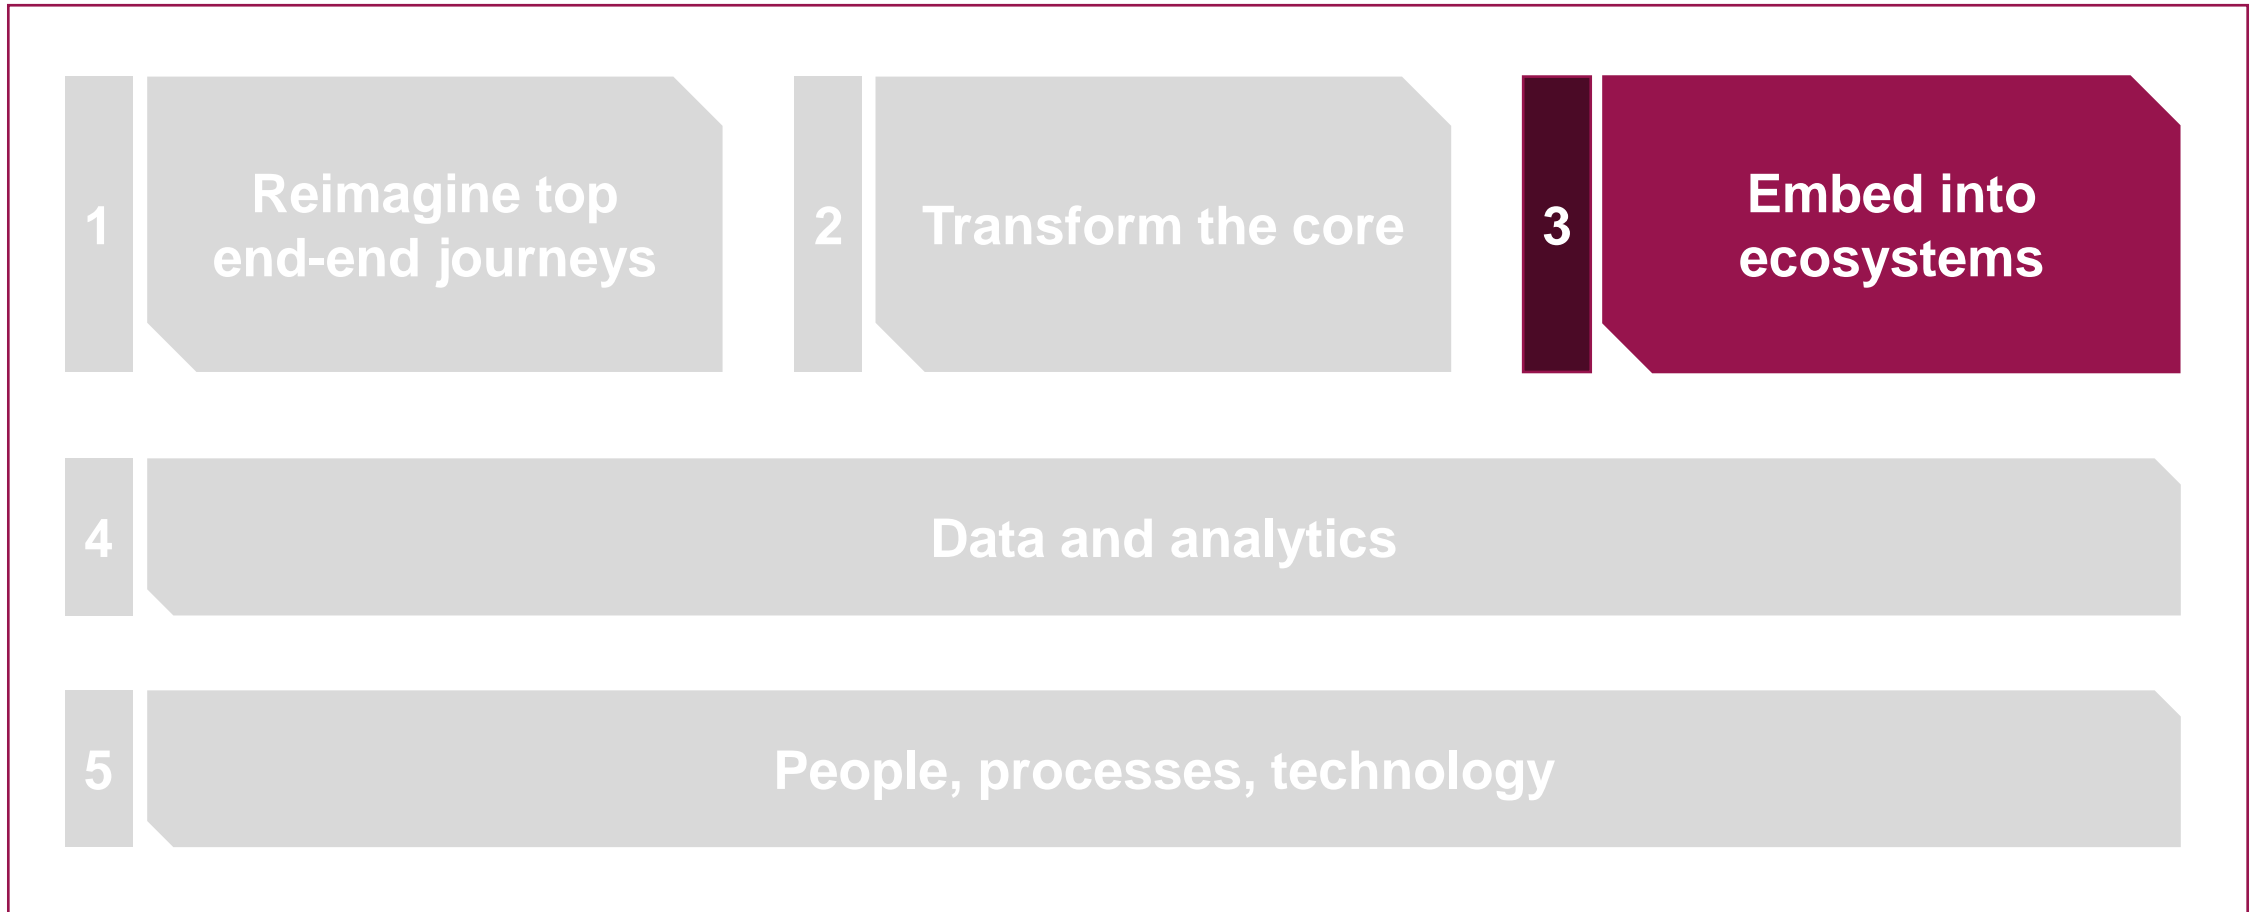 1
Reimagine top
end-end journeys
2
Transform the core
3
Embed into
ecosystems
4
Data and analytics
5
People, processes, technology